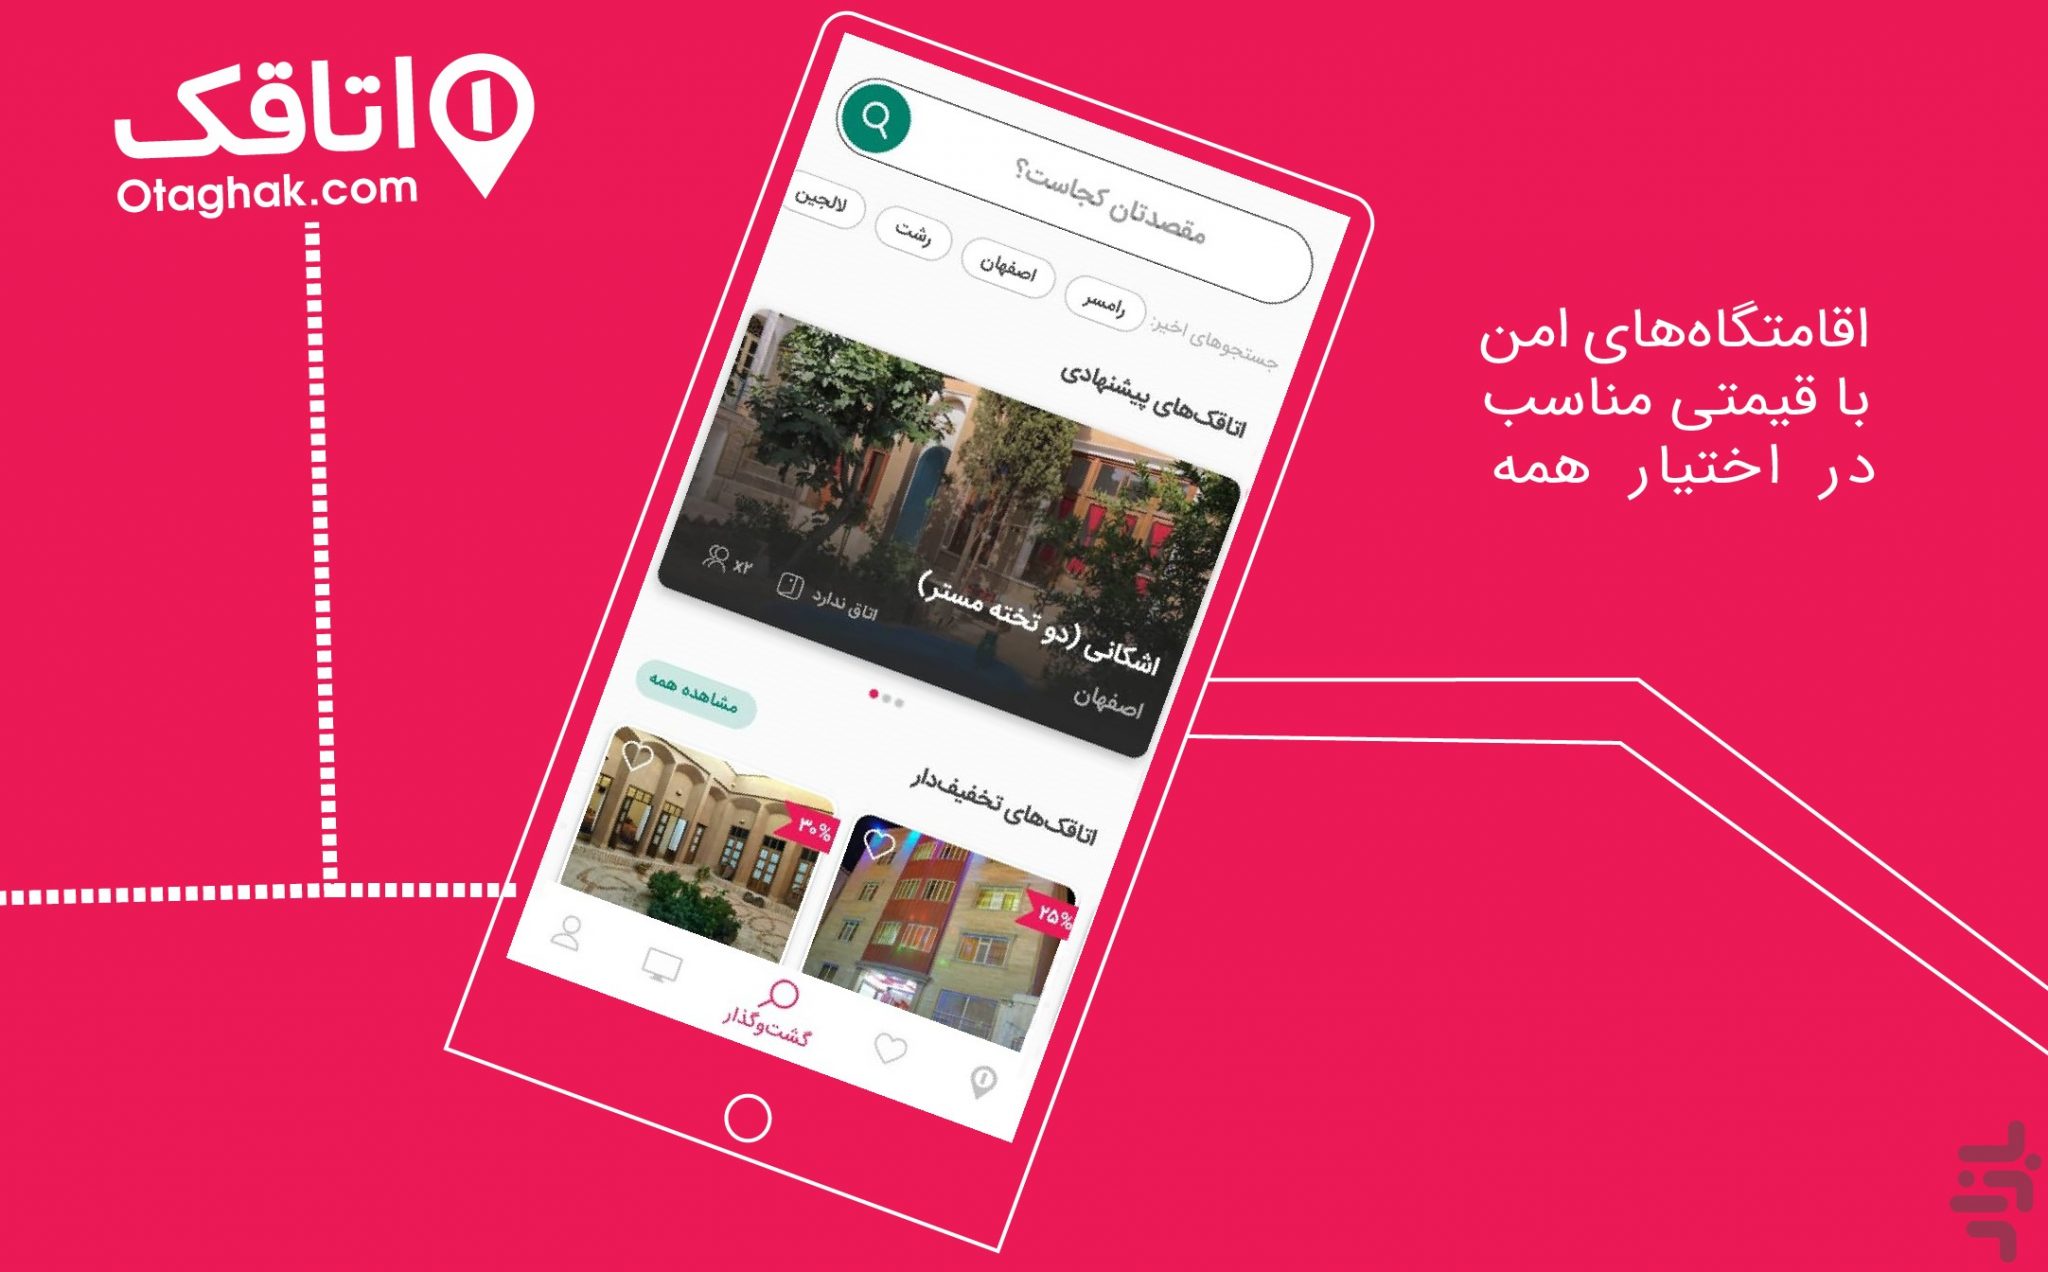 اتاقک
Otaghak.com
مقصدتان کجاست؟
جستجوهای اخیر: رامسر اصفهان رشت لالجین
اتاقک‌های پیشنهادی
اشکانی (دو تخته مستر)
اصفهان
اتاق ندارد x۲
مشاهده همه
اتاقک‌های تخفیف‌دار
۲۵%
۳۰%
گشت‌وگذار
اقامتگاه‌های امن
با قیمتی مناسب
در اختیار همه
بازار